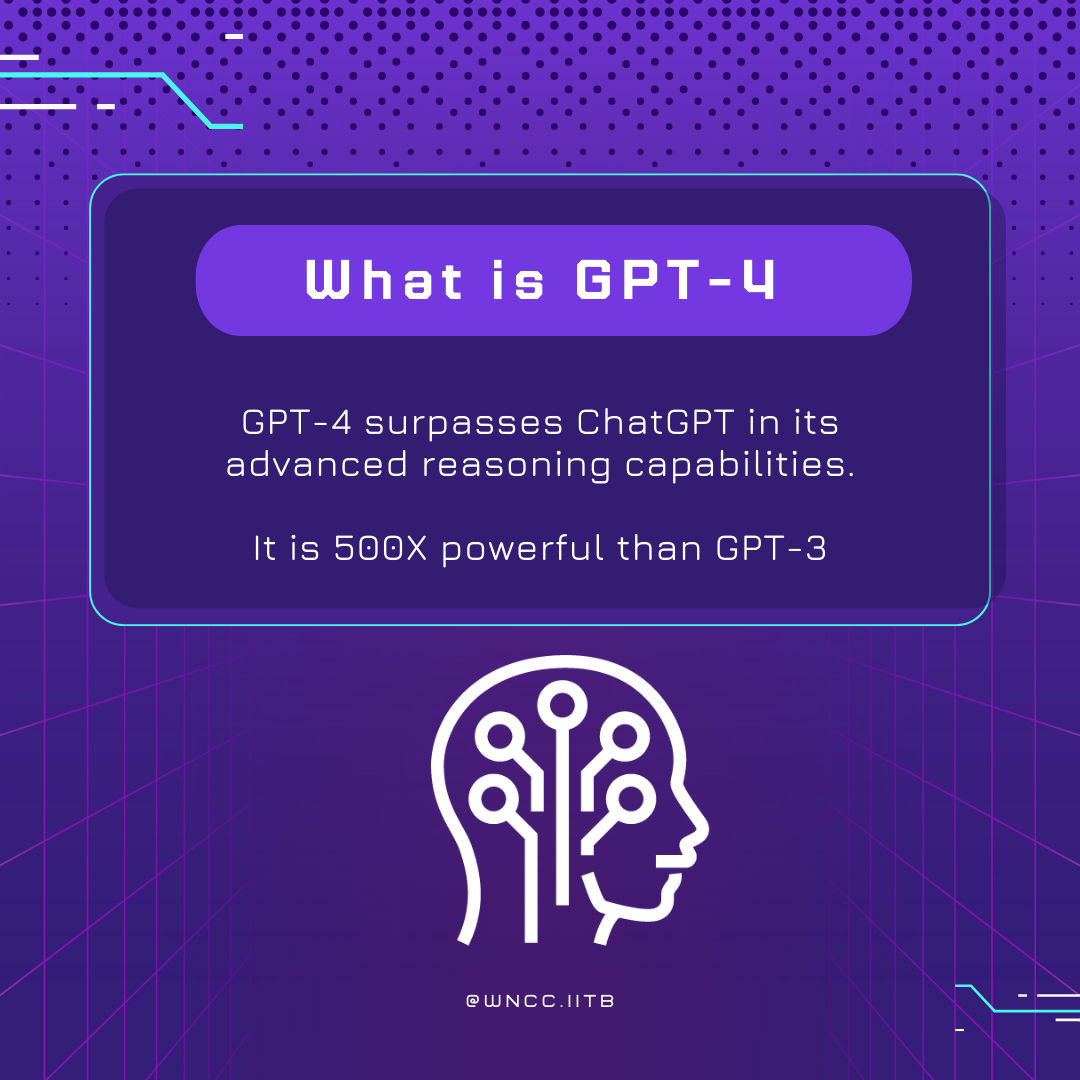 What is GPT-4
GPT-4 surpasses ChatGPT in its
advanced reasoning capabilities.
It is 500X powerful than GPT-3
@WNCC.IITB